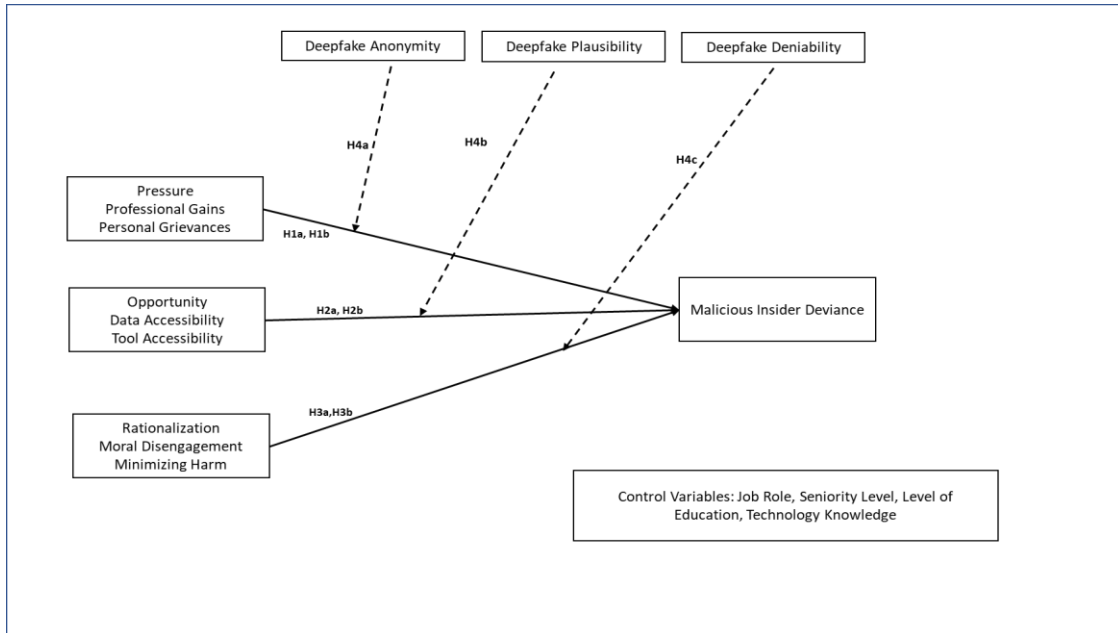 Deepfake Anonymity
Deepfake Plausibility
Deepfake Deniability
H4a
H4b
H4c
Pressure
Professional Gains
Personal Grievances
H1a, H1b
Opportunity
Data Accessibility
Tool Accessibility
H2a, H2b
Malicious Insider Deviance
Rationalization
Moral Disengagement
Minimizing Harm
H3a,H3b
Control Variables: Job Role, Seniority Level, Level of
Education, Technology Knowledge